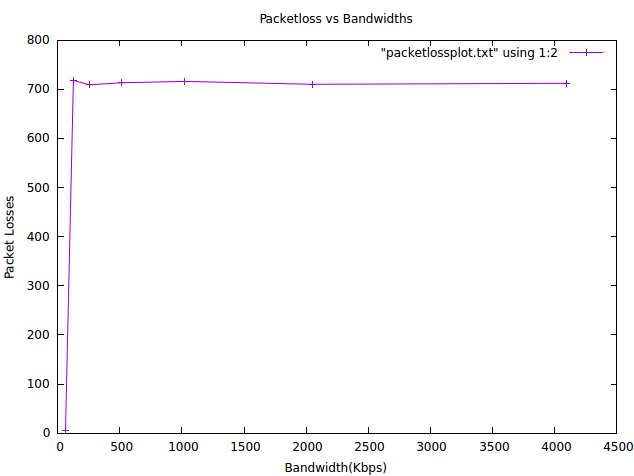 Packetloss vs Bandwidths
"packetlossplot.txt" using 1:2
800
700
600
500
400
300
200
100
0
Packet Losses
0 500 1000 1500 2000 2500 3000 3500 4000 4500
Bandwidth(Kbps)